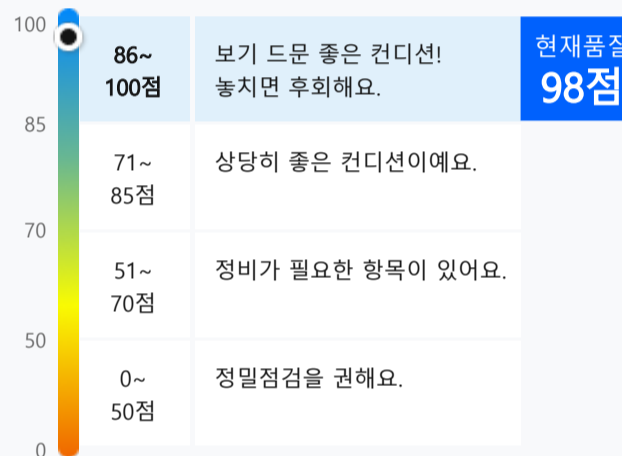 100
86~
100점
보기 드문 좋은 컨디션!
놓치면 후회해요.
현재품질
98점
85
71~
85점
상당히 좋은 컨디션이예요.
70
51~
70점
정비가 필요한 항목이 있어요.
50
0~
50점
정밀점검을 권해요.
0